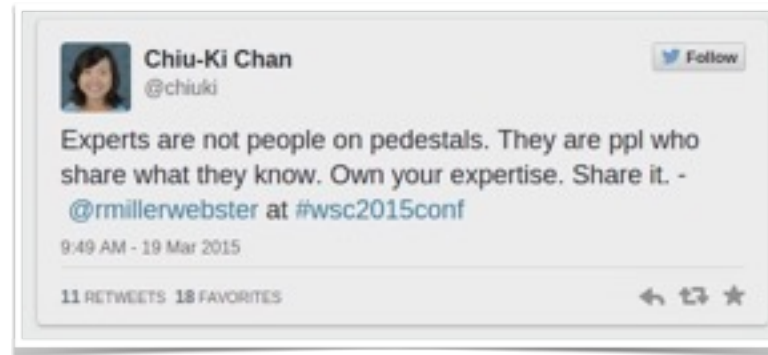 Chiu-Ki Chan
Follow
@chiuki
Experts are not people on pedestals. They are ppl who
share what they know. Own your expertise. Share it. -
@rmillerwebster at #wsc2015conf
9:49 AM - 19 Mar 2015
11 RETWEETS 18 FAVORITES